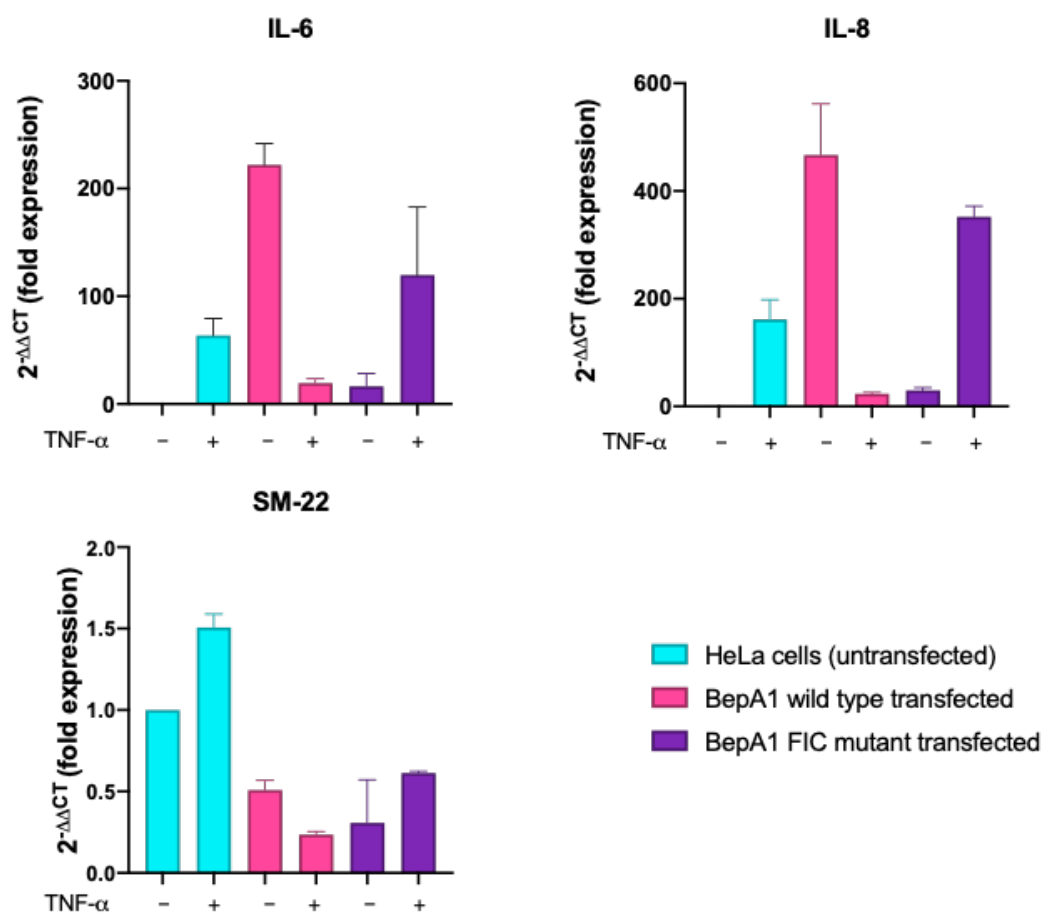 IL-6
2-ΔΔCT (fold expression)
300
200
100
0
TNF-α − + − + − +
IL-8
2-ΔΔCT (fold expression)
600
400
200
0
TNF-α − + − + − +
SM-22
2-ΔΔCT (fold expression)
2.0
1.5
1.0
0.5
0.0
TNF-α − + − + − +
HeLa cells (untransfected)
BepA1 wild type transfected
BepA1 FIC mutant transfected